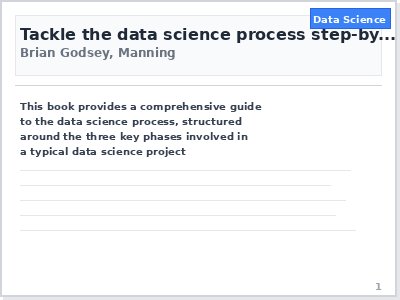 Data Science
Tackle the data science process step-by...
Brian Godsey, Manning
This book provides a comprehensive guide
to the data science process, structured
around the three key phases involved in
a typical data science project
1